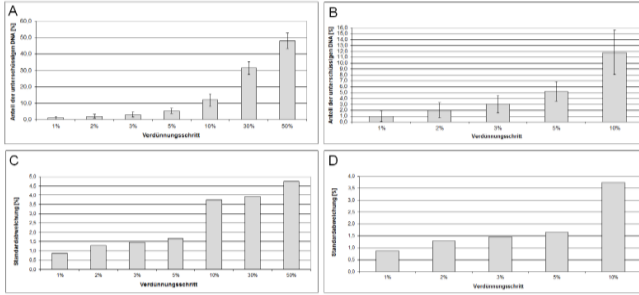 A
Anteil der unterschüssigen DNA [%]
60,0
50,0
40,0
30,0
20,0
10,0
0,0
1% 2% 3% 5% 10% 30% 50%
Verdünnungsschritt
B
Anteil der unterschüssigen DNA [%]
16,0
15,0
14,0
13,0
12,0
11,0
10,0
9,0
8,0
7,0
6,0
5,0
4,0
3,0
2,0
1,0
0,0
1% 2% 3% 5% 10%
Verdünnungsschritt
C
Standardabweichung [%]
5,0
4,5
4,0
3,5
3,0
2,5
2,0
1,5
1,0
0,5
0,0
1% 2% 3% 5% 10% 30% 50%
Verdünnungsschritt
D
Standardabweichung [%]
4,0
3,5
3,0
2,5
2,0
1,5
1,0
0,5
0,0
1% 2% 3% 5% 10%
Verdünnungsschritt